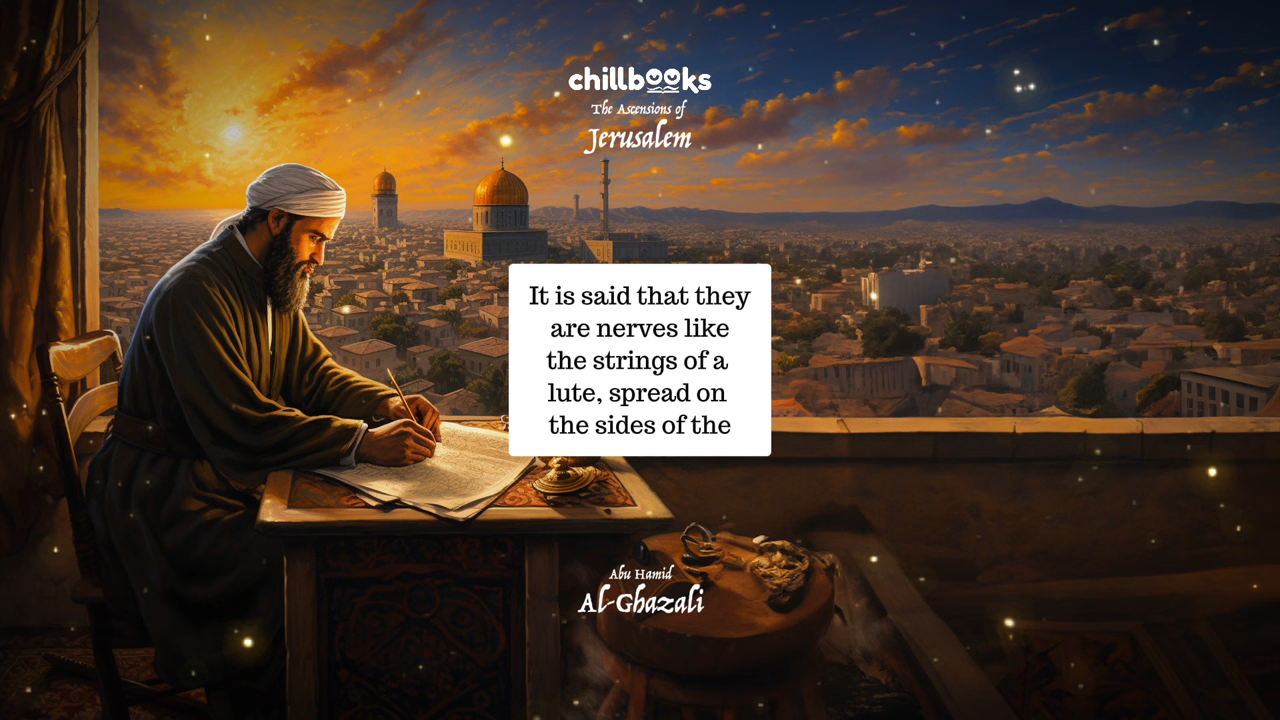 chillbooks
The Ascensions of
Jerusalem
It is said that they
are nerves like
the strings of a
lute, spread on
the sides of the
Abu Hamid
Al-Ghazali